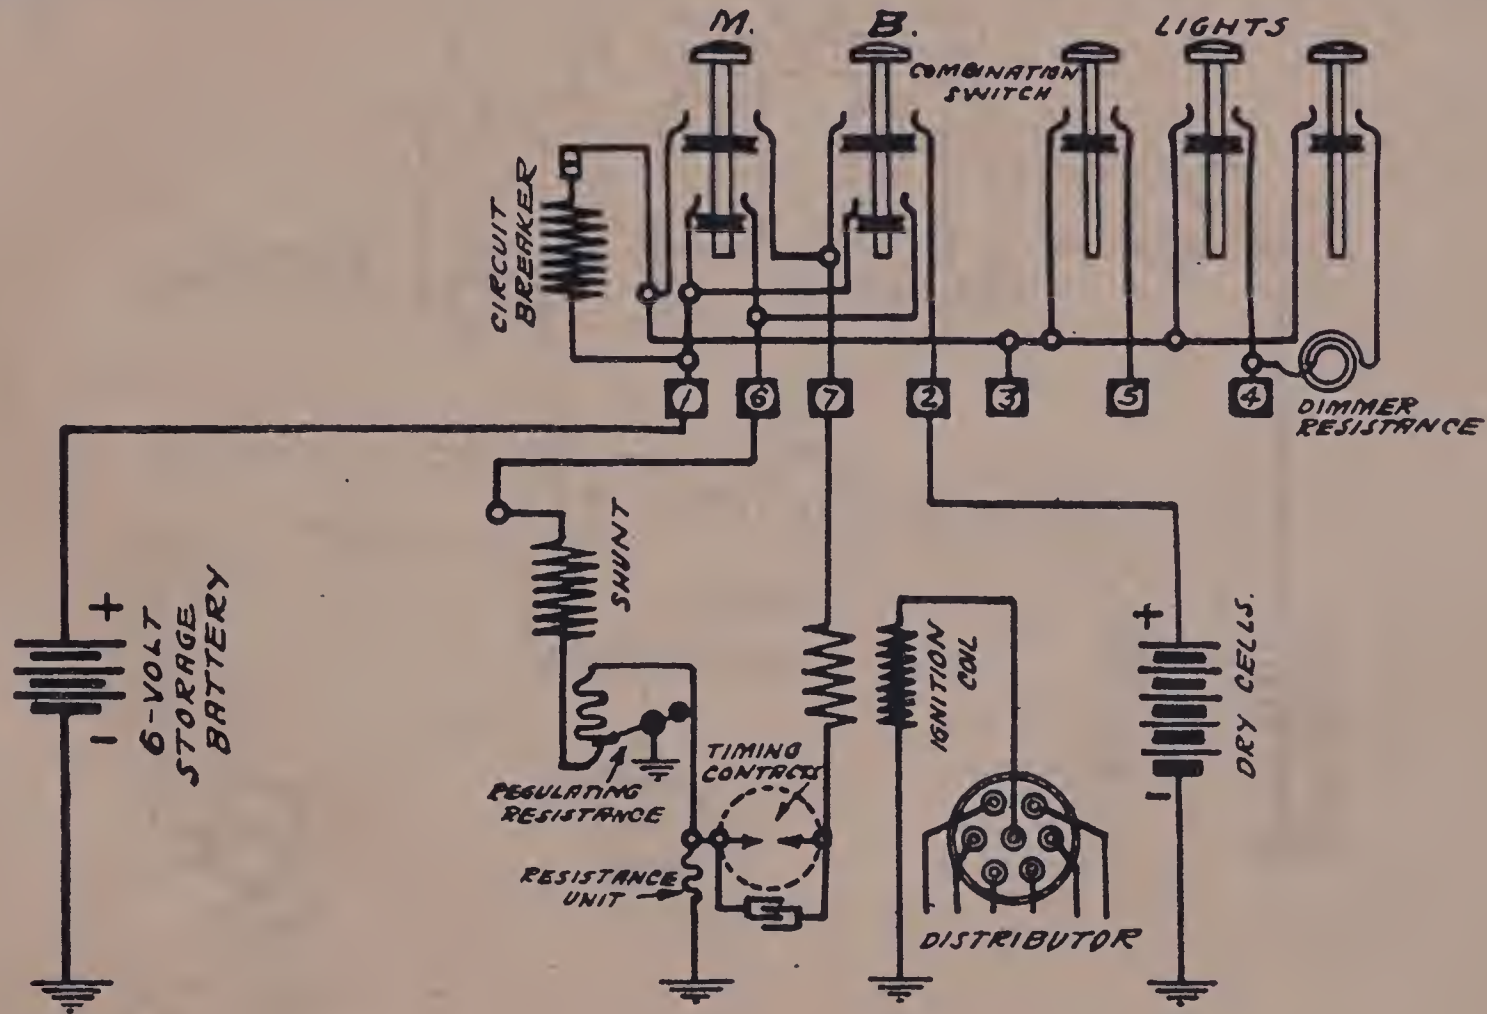 M.
B.
LIGHTS
COMBINATION
SWITCH
CIRCUIT
BREAKER
1
6
7
2
3
5
4
DIMMER
RESISTANCE
+
6-VOLT
STORAGE
BATTERY
-
SHUNT
REGULATING
RESISTANCE
TIMING
CONTACTS
IGNITION
COIL
+
DRY CELLS.
-
RESISTANCE
UNIT
DISTRIBUTOR